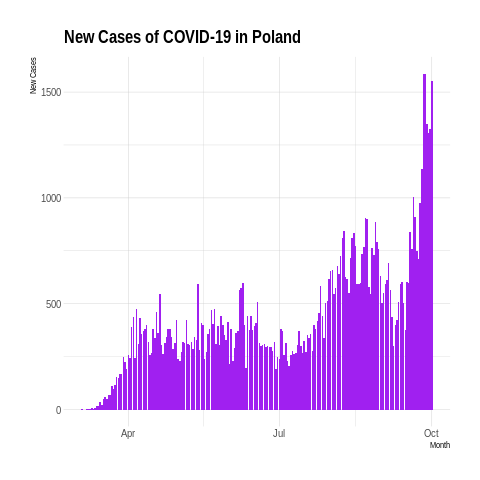 New Cases of COVID-19 in Poland
New Cases
1500
1000
500
0
Apr
Jul
Oct
Month